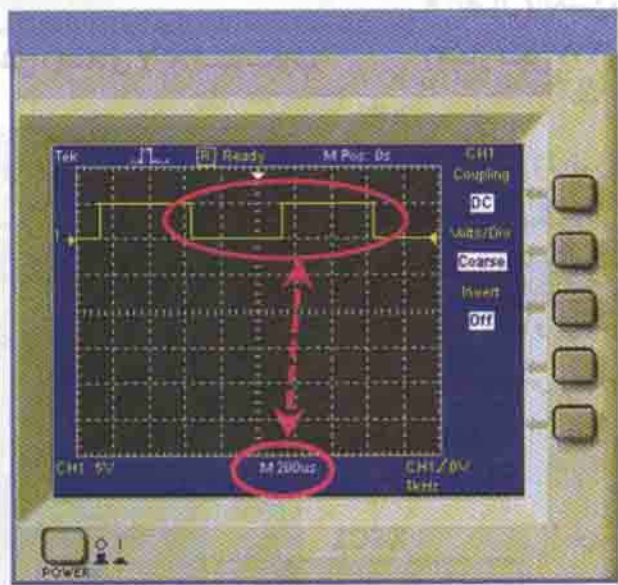 Tek R Ready M Pos: 0s CH1
Coupling
DC
1
Volts/Div
Coarse
Invert
Off
CH1 5V M 200us CH1 / 0V
1kHz
O I
POWER